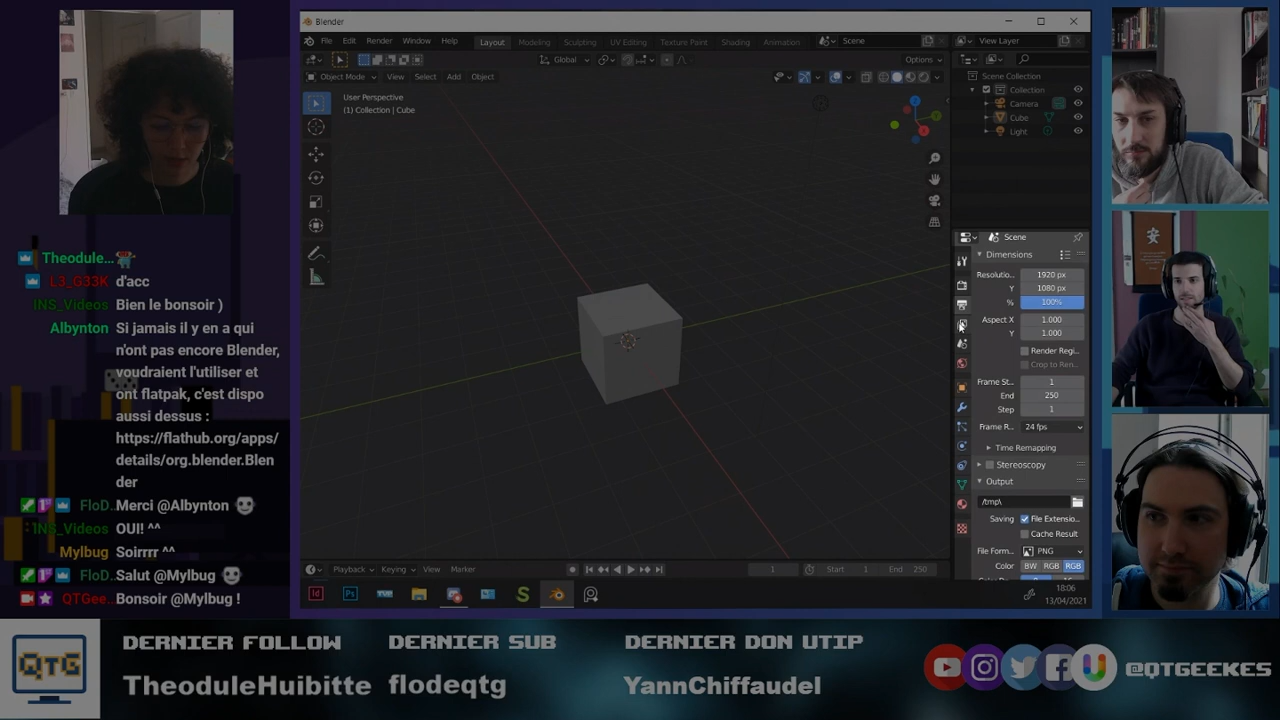 Blender
File Edit Render Window Help
Layout Modeling Sculpting UV Editing Texture Paint Shading Animation
Scene
View Layer
Global
Options
Object Mode View Select Add Object
User Perspective
(1) Collection | Cube
Scene Collection
Collection
Camera
Cube
Light
Scene
Dimensions
Resolutio... 1920 px
Y 1080 px
% 100%
Aspect X 1.000
Y 1.000
Render Regi...
Crop to Ren...
Frame St... 1
End 250
Step 1
Frame R... 24 fps
Time Remapping
Stereoscopy
Output
/tmp\
Saving File Extensio...
Cache Result
File Form... PNG
Color BW RGB RGB
Playback Keying View Marker
1
Start 1 End 250
18:06
13/04/2021
Theodule...
L3_G33K d'acc
INS_Videos Bien le bonsoir )
Albynton Si jamais il y en a qui
n'ont pas encore Blender,
voudraient l'utiliser et
ont flatpak, c'est dispo
aussi dessus :
https://flathub.org/apps/
details/org.blender.Blen
der
FloD... Merci @Albynton
INS_Videos OUI! ^^
Mylbug Soirrrr ^^
FloD... Salut @Mylbug
QTGee... Bonsoir @Mylbug !
QTG
DERNIER FOLLOW
TheoduleHuibitte
DERNIER SUB
flodeqtg
DERNIER DON UTIP
YannChiffaudel
@QTGEEKES